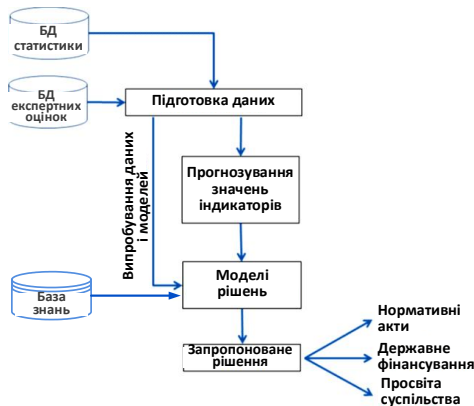 БД
статистики
БД
експертних
оцінок
Підготовка даних
Випробування даних
і моделей
Прогнозування
значень
індикаторів
База
знань
Моделі
рішень
Запропоноване
рішення
Нормативні
акти
Державне
фінансування
Просвіта
суспільства